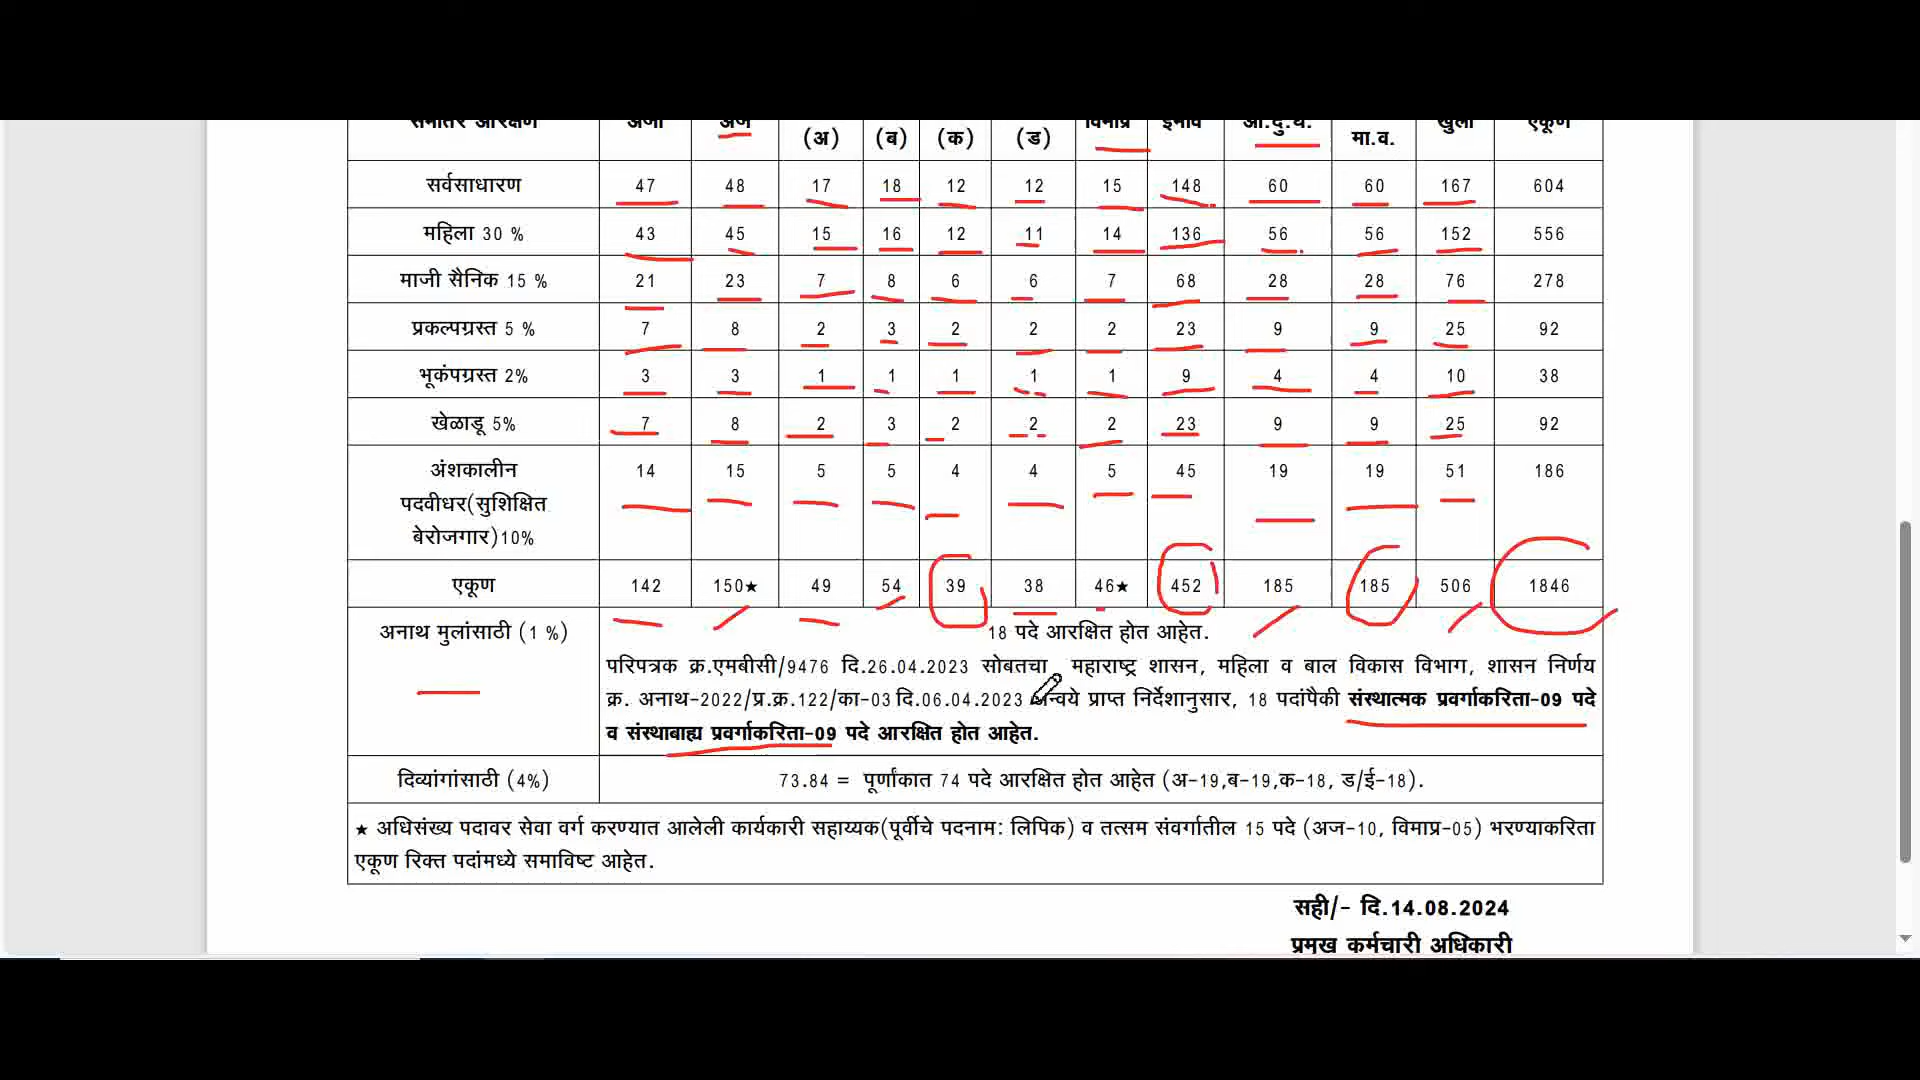 समांतर आरक्षण अजा अज विमाप्र इमाव आ.दु.घ. खुला एकूण
(अ) (ब) (क) (ड) मा.व.
सर्वसाधारण 47 48 17 18 12 12 15 148 60 60 167 604
महिला 30 % 43 45 15 16 12 11 14 136 56 56 152 556
माजी सैनिक 15 % 21 23 7 8 6 6 7 68 28 28 76 278
प्रकल्पग्रस्त 5 % 7 8 2 3 2 2 2 23 9 9 25 92
भूकंपग्रस्त 2% 3 3 1 1 1 1 1 9 4 4 10 38
खेळाडू 5% 7 8 2 3 2 2 2 23 9 9 25 92
अंशकालीन 14 15 5 5 4 4 5 45 19 19 51 186
पदवीधर(सुशिक्षित
बेरोजगार)10%
एकूण 142 150★ 49 54 39 38 46★ 452 185 185 506 1846
अनाथ मुलांसाठी (1 %) 18 पदे आरक्षित होत आहेत.
परिपत्रक क्र.एमबीसी/9476 दि.26.04.2023 सोबतचा महाराष्ट्र शासन, महिला व बाल विकास विभाग, शासन निर्णय
क्र. अनाथ-2022/प्र.क्र.122/का-03 दि.06.04.2023 अन्वये प्राप्त निर्देशानुसार, 18 पदांपैकी संस्थात्मक प्रवर्गाकरिता-09 पदे
व संस्थाबाह्य प्रवर्गाकरिता-09 पदे आरक्षित होत आहेत.
दिव्यांगांसाठी (4%) 73.84 = पूर्णाकात 74 पदे आरक्षित होत आहेत (अ-19,ब-19,क-18, ड/ई-18).
★ अधिसंख्य पदावर सेवा वर्ग करण्यात आलेली कार्यकारी सहाय्यक(पूर्वीचे पदनाम: लिपिक) व तत्सम संवर्गातील 15 पदे (अज-10, विमाप्र-05) भरण्याकरिता
एकूण रिक्त पदांमध्ये समाविष्ट आहेत.
सही/- दि.14.08.2024
प्रमुख कर्मचारी अधिकारी